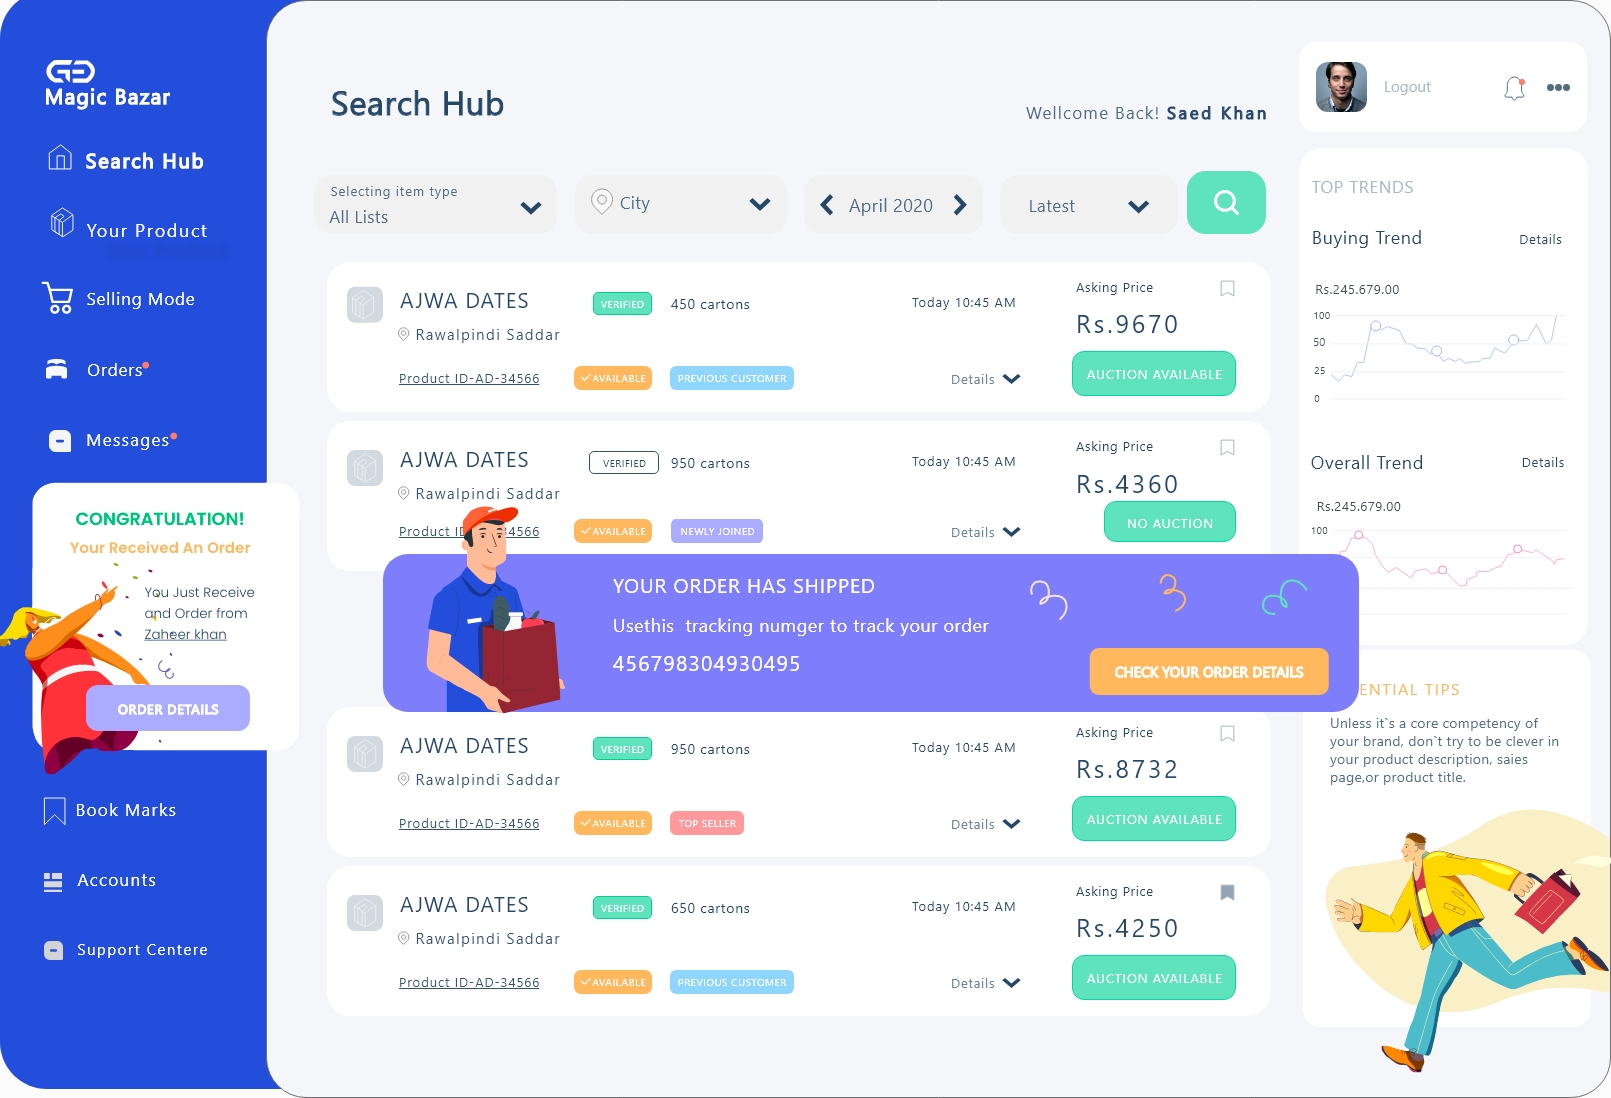 Magic Bazar
Search Hub
Your Product
Selling Mode
Orders
Messages
CONGRATULATION!
Your Received An Order
You Just Receive
and Order from
Zaheer khan
ORDER DETAILS
Book Marks
Accounts
Support Centere
Search Hub
Wellcome Back! Saed Khan
Selecting item type
All Lists
City
April 2020
Latest
AJWA DATES
VERIFIED
450 cartons
Today 10:45 AM
Asking Price
Rawalpindi Saddar
Rs.9670
Product ID-AD-34566
AVAILABLE
PREVIOUS CUSTOMER
Details
AUCTION AVAILABLE
AJWA DATES
VERIFIED
950 cartons
Today 10:45 AM
Asking Price
Rawalpindi Saddar
Rs.4360
Product ID 34566
AVAILABLE
NEWLY JOINED
Details
NO AUCTION
YOUR ORDER HAS SHIPPED
Usethis tracking numger to track your order
456798304930495
CHECK YOUR ORDER DETAILS
AJWA DATES
VERIFIED
950 cartons
Today 10:45 AM
Asking Price
Rawalpindi Saddar
Rs.8732
Product ID-AD-34566
AVAILABLE
TOP SELLER
Details
AUCTION AVAILABLE
AJWA DATES
VERIFIED
650 cartons
Today 10:45 AM
Asking Price
Rawalpindi Saddar
Rs.4250
Product ID-AD-34566
AVAILABLE
PREVIOUS CUSTOMER
Details
AUCTION AVAILABLE
Logout
TOP TRENDS
Buying Trend
Details
Rs.245.679.00
100
50
25
0
Overall Trend
Details
Rs.245.679.00
100
ENTIAL TIPS
Unless it`s a core competency of
your brand, don`t try to be clever in
your product description, saies
page,or product title.